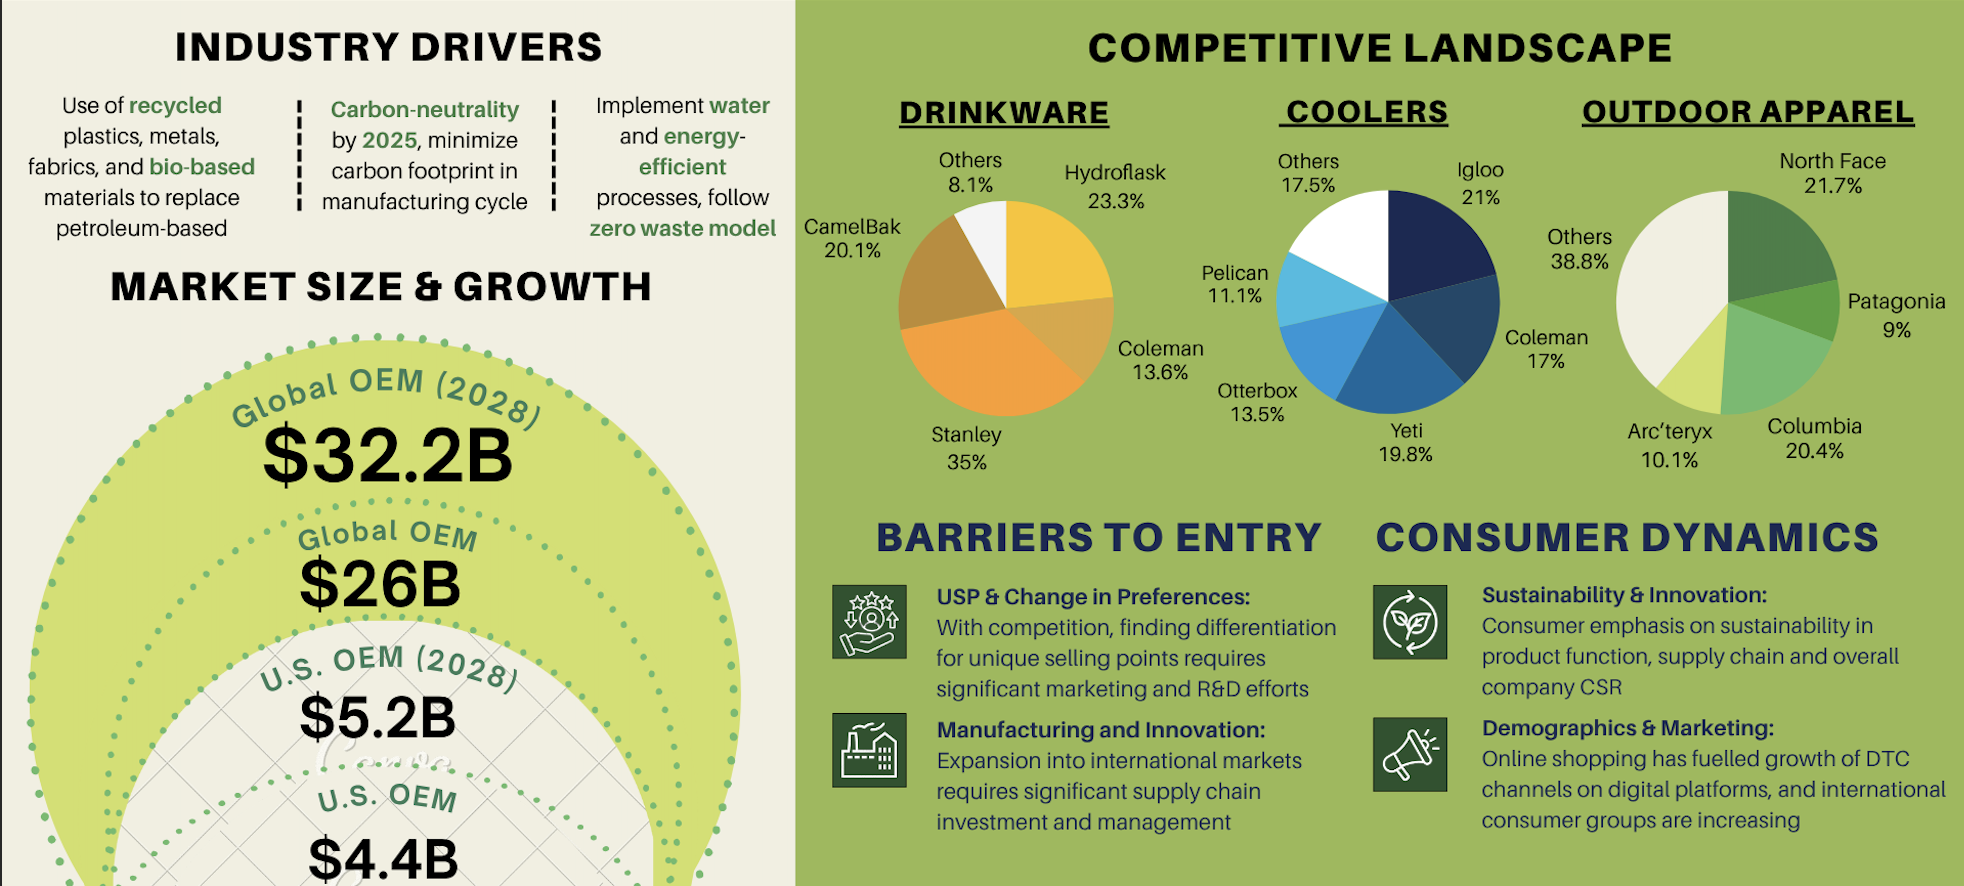 INDUSTRY DRIVERS
Use of recycled
plastics, metals,
fabrics, and bio-based
materials to replace
petroleum-based
Carbon-neutrality
by 2025, minimize
carbon footprint in
manufacturing cycle
Implement water
and energy-
efficient
processes, follow
zero waste model
MARKET SIZE & GROWTH
Global OEM (2028)
$32.2B
Global OEM
$26B
U.S. OEM (2028)
$5.2B
Canva
U.S. OEM
$4.4B
COMPETITIVE LANDSCAPE
DRINKWARE
Others
8.1%
Hydroflask
23.3%
CamelBak
20.1%
Coleman
13.6%
Stanley
35%
COOLERS
Others
17.5%
Igloo
21%
Pelican
11.1%
Coleman
17%
Otterbox
13.5%
Yeti
19.8%
OUTDOOR APPAREL
North Face
21.7%
Others
38.8%
Patagonia
9%
Arc'teryx
10.1%
Columbia
20.4%
BARRIERS TO ENTRY
USP & Change in Preferences:
With competition, finding differentiation
for unique selling points requires
significant marketing and R&D efforts
Manufacturing and Innovation:
Expansion into international markets
requires significant supply chain
investment and management
CONSUMER DYNAMICS
Sustainability & Innovation:
Consumer emphasis on sustainability in
product function, supply chain and overall
company CSR
Demographics & Marketing:
Online shopping has fuelled growth of DTC
channels on digital platforms, and international
consumer groups are increasing